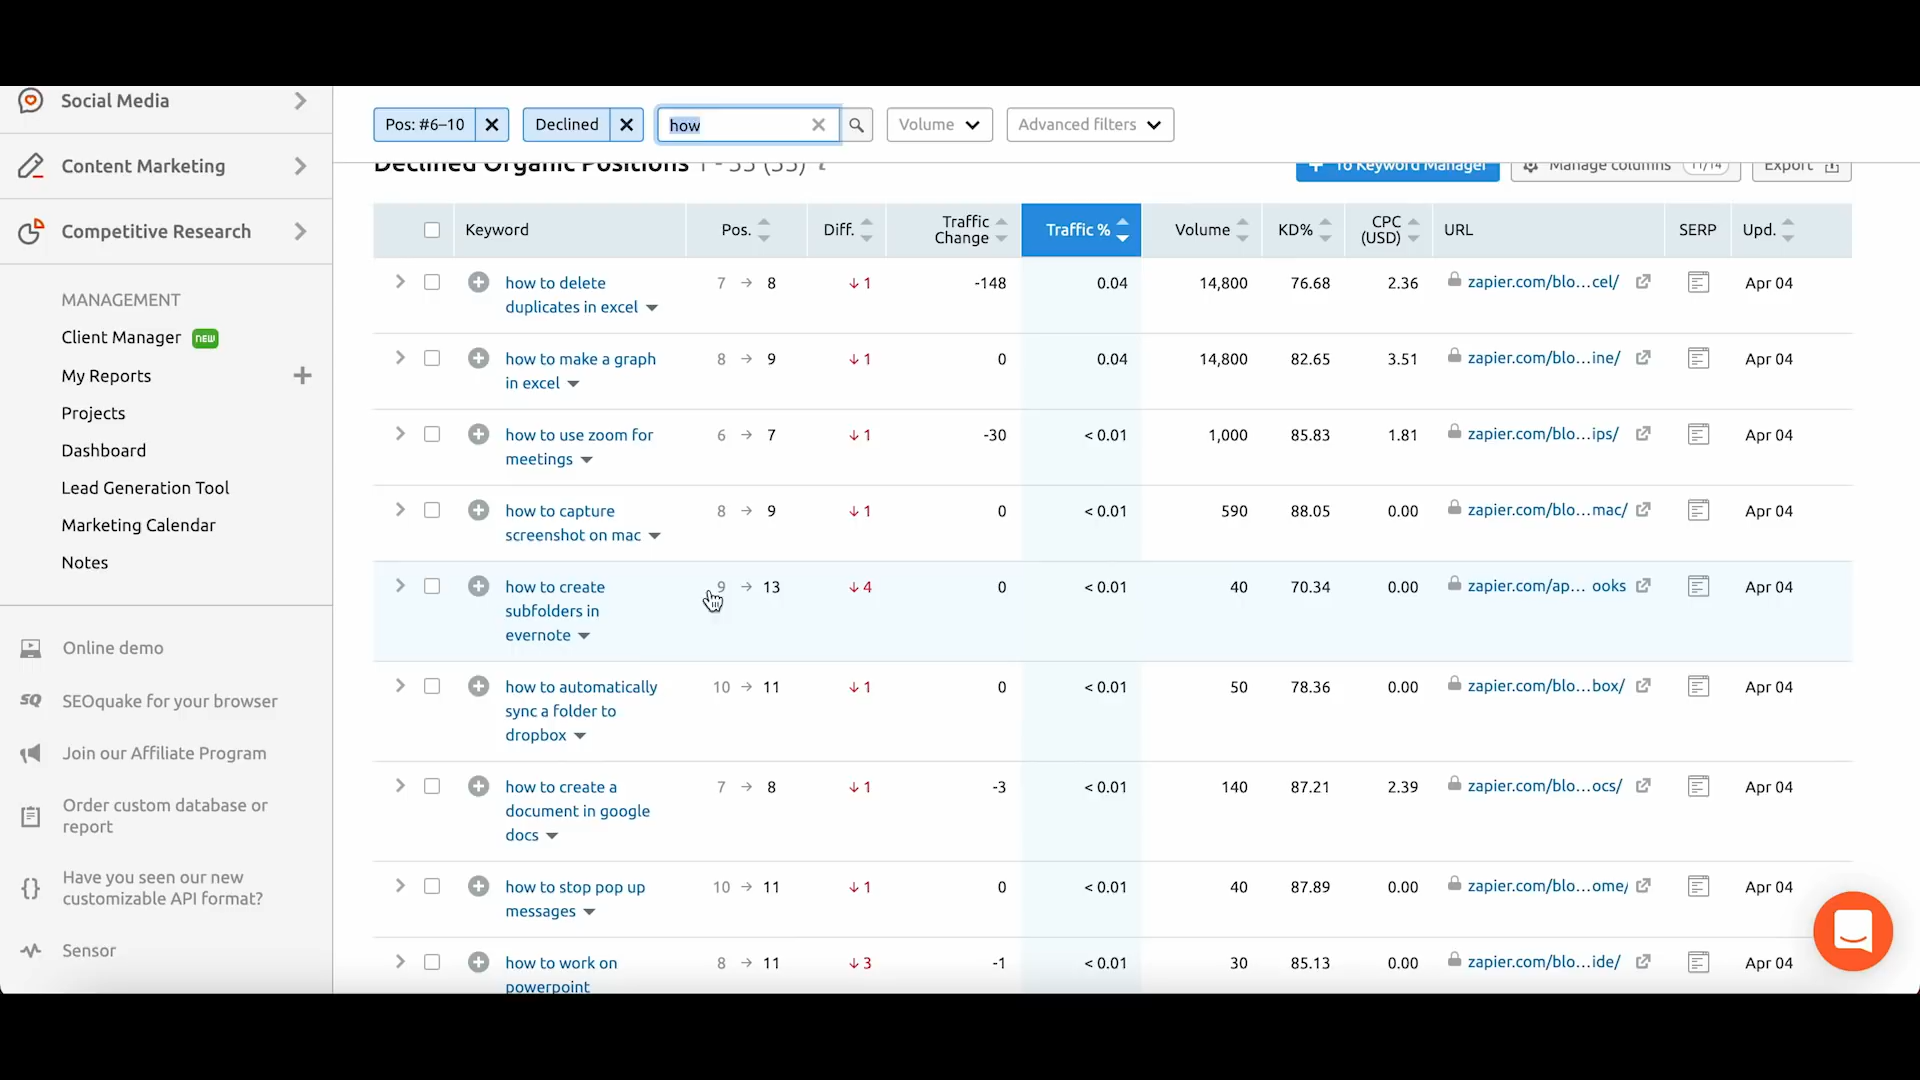 Social Media
Content Marketing
Competitive Research
MANAGEMENT
Client Manager NEW
My Reports
Projects
Dashboard
Lead Generation Tool
Marketing Calendar
Notes
Online demo
SQ SEOquake for your browser
Join our Affiliate Program
Order custom database or
report
Have you seen our new
customizable API format?
Sensor
Pos: #6–10
Declined
how
Volume
Advanced filters
Declined Organic Positions 1 - 55 (55)
To Keyword Manager
Manage columns 11/14
Export
Keyword Pos. Diff. Traffic Change Traffic % Volume KD% CPC (USD) URL SERP Upd.
how to delete
duplicates in excel
7 → 8 ↓ 1 -148 0.04 14,800 76.68 2.36 zapier.com/blo...cel/ Apr 04
how to make a graph
in excel
8 → 9 ↓ 1 0 0.04 14,800 82.65 3.51 zapier.com/blo...ine/ Apr 04
how to use zoom for
meetings
6 → 7 ↓ 1 -30 < 0.01 1,000 85.83 1.81 zapier.com/blo...ips/ Apr 04
how to capture
screenshot on mac
8 → 9 ↓ 1 0 < 0.01 590 88.05 0.00 zapier.com/blo...mac/ Apr 04
how to create
subfolders in
evernote
9 → 13 ↓ 4 0 < 0.01 40 70.34 0.00 zapier.com/ap... ooks Apr 04
how to automatically
sync a folder to
dropbox
10 → 11 ↓ 1 0 < 0.01 50 78.36 0.00 zapier.com/blo...box/ Apr 04
how to create a
document in google
docs
7 → 8 ↓ 1 -3 < 0.01 140 87.21 2.39 zapier.com/blo...ocs/ Apr 04
how to stop pop up
messages
10 → 11 ↓ 1 0 < 0.01 40 87.89 0.00 zapier.com/blo...ome/ Apr 04
how to work on
powerpoint
8 → 11 ↓ 3 -1 < 0.01 30 85.13 0.00 zapier.com/blo...ide/ Apr 04